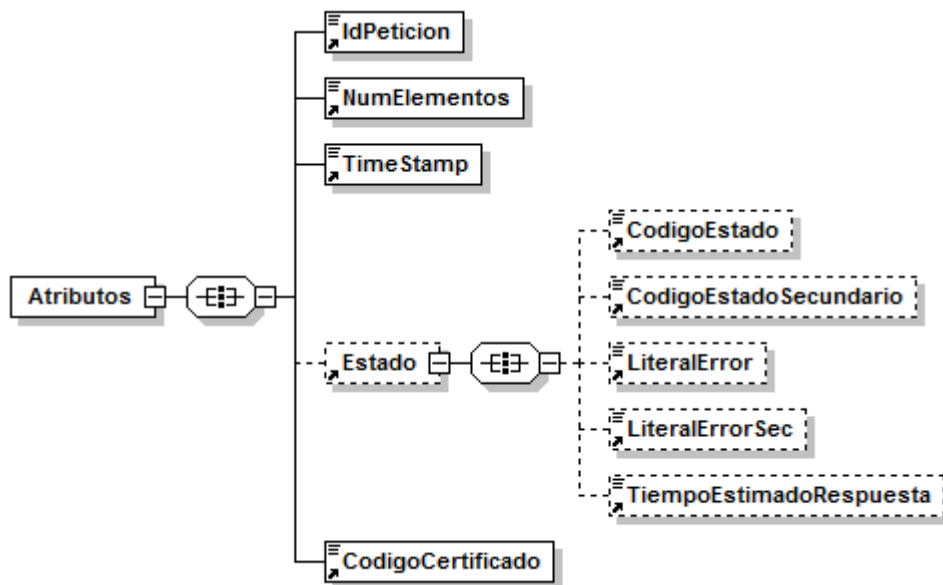 IdPeticion
NumElementos
TimeStamp
Atributos
Estado
CodigoEstado
CodigoEstadoSecundario
LiteralError
LiteralErrorSec
TiempoEstimadoRespuesta
CodigoCertificado